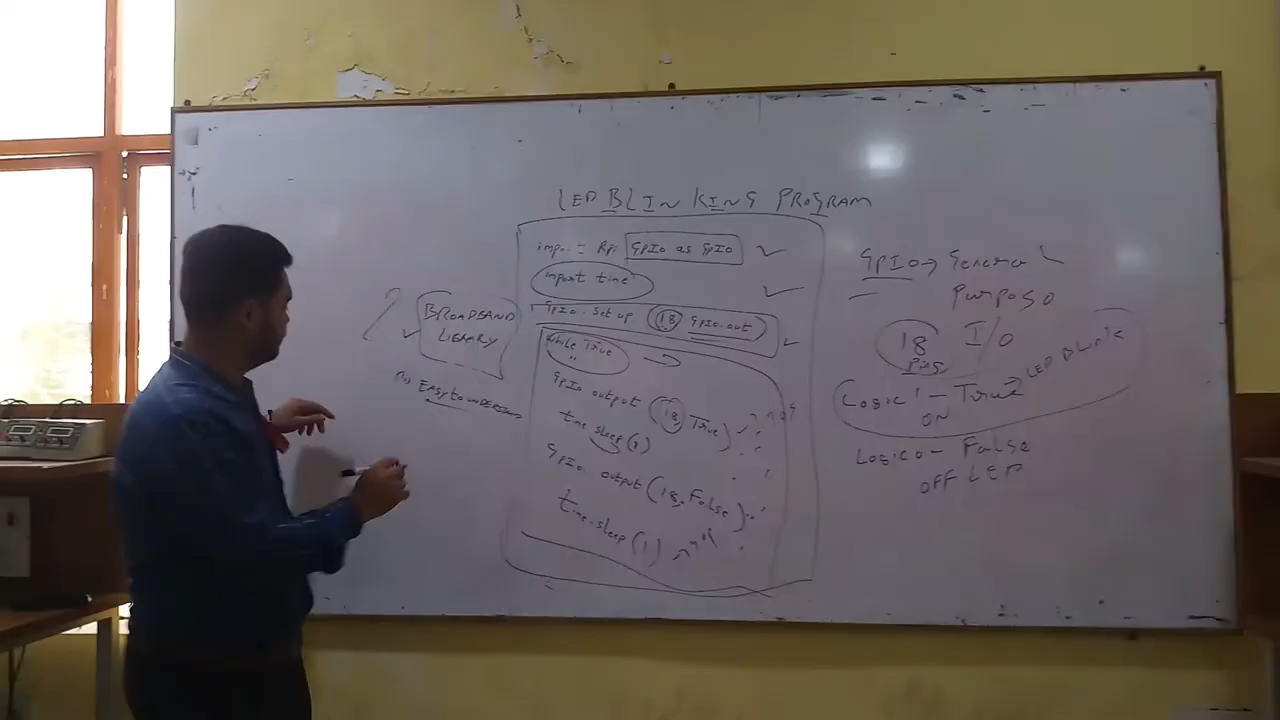 LED BLINKING PROGRAM
import Rpi GPIO as GPIO
import time
GPIO. set up (18 GPIO.out)
while True
GPIO output (18, True)
time sleep (1)
GPIO. output (18, False)
time.sleep (1)
BROADBAND
LIBRARY
EASY to UNDERSTAND
GPIO → General
Purpose
18 I/O
Pins
Logic 1 - True → LED Blink
ON
Logic 0 - False
OFF LED